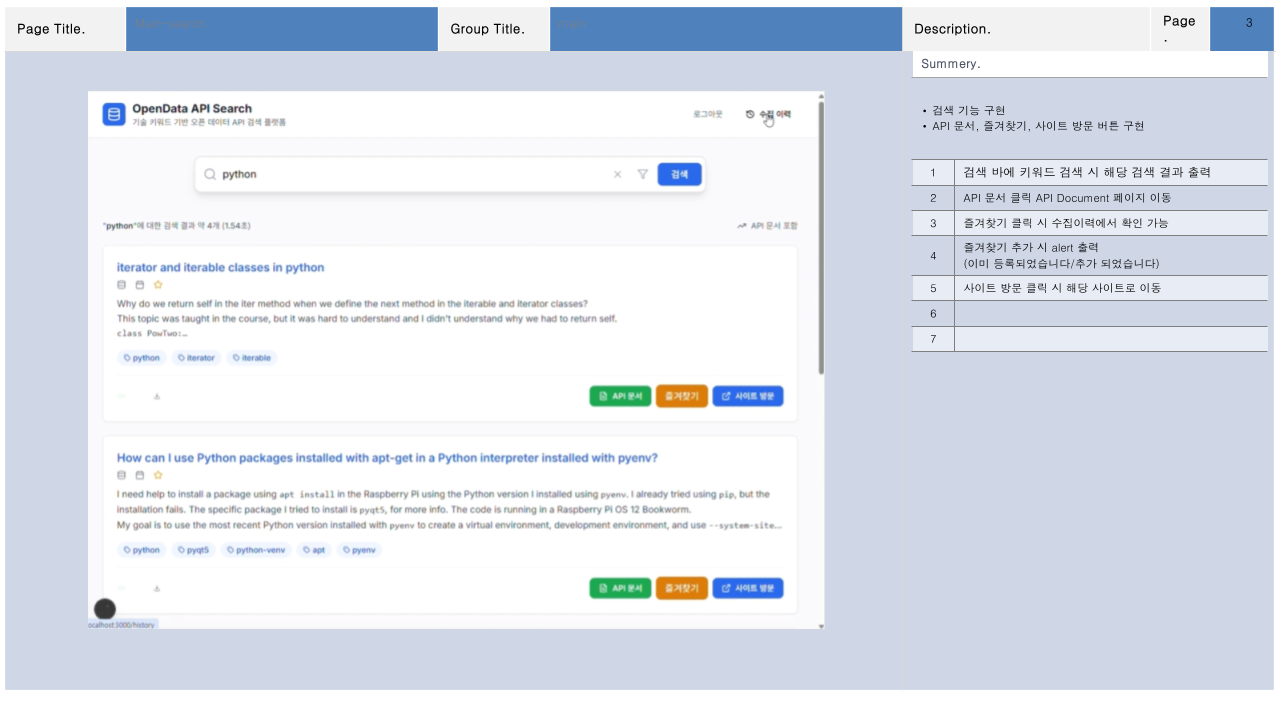 Page Title.
Group Title.
Description.
Page
.
3
Summery.
• 검색 기능 구현
• API 문서, 즐겨찾기, 사이트 방문 버튼 구현
1 검색 바에 키워드 검색 시 해당 검색 결과 출력
2 API 문서 클릭 API Document 페이지 이동
3 즐겨찾기 클릭 시 수집이력에서 확인 가능
4 즐겨찾기 추가 시 alert 출력
(이미 등록되었습니다/추가 되었습니다)
5 사이트 방문 클릭 시 해당 사이트로 이동
6
7
OpenData API Search
기술 키워드 기반 오픈 데이터 API 검색 플랫폼
로그아웃
수집 이력
python
검색
"python"에 대한 검색 결과 약 4개 (1.54초)
API 문서 포함
iterator and iterable classes in python
Why do we return self in the iter method when we define the next method in the iterable and iterator classes?
This topic was taught in the course, but it was hard to understand and I didn't understand why we had to return self.
class PowTwo:…
python iterator iterable
API 문서 즐겨찾기 사이트 방문
How can I use Python packages installed with apt-get in a Python interpreter installed with pyenv?
I need help to install a package using apt install in the Raspberry Pi using the Python version I installed using pyenv. I already tried using pip, but the
installation fails. The specific package I tried to install is pyqt5, for more info. The code is running in a Raspberry Pi OS 12 Bookworm.
My goal is to use the most recent Python version installed with pyenv to create a virtual environment, development environment, and use --system-site…
python pyqt5 python-venv apt pyenv
API 문서 즐겨찾기 사이트 방문
ocalhost:3000/history